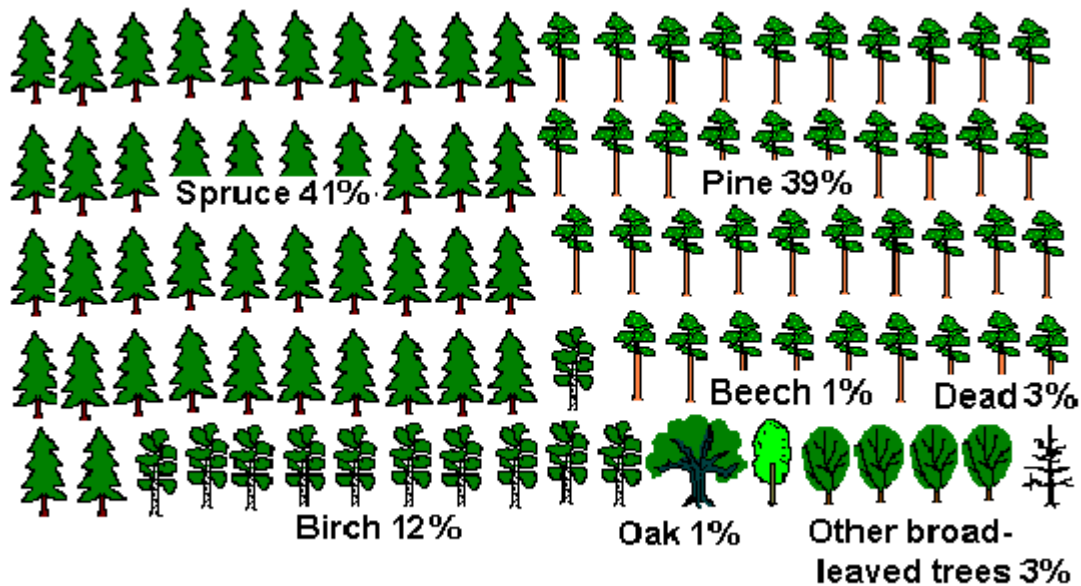 Spruce 41%
Pine 39%
Beech 1%
Dead 3%
Birch 12%
Oak 1%
Other broad-
leaved trees 3%